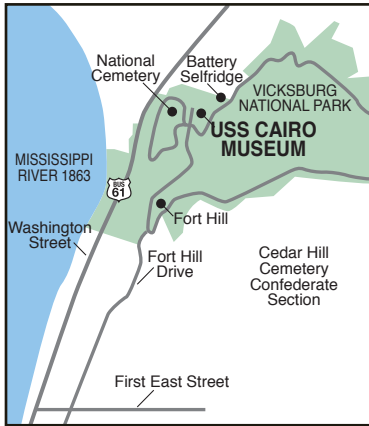 National
Cemetery
Battery
Selfridge
VICKSBURG
NATIONAL PARK
USS CAIRO
MUSEUM
MISSISSIPPI
RIVER 1863
BUS
61
Fort Hill
Washington
Street
Fort Hill
Drive
Cedar Hill
Cemetery
Confederate
Section
First East Street